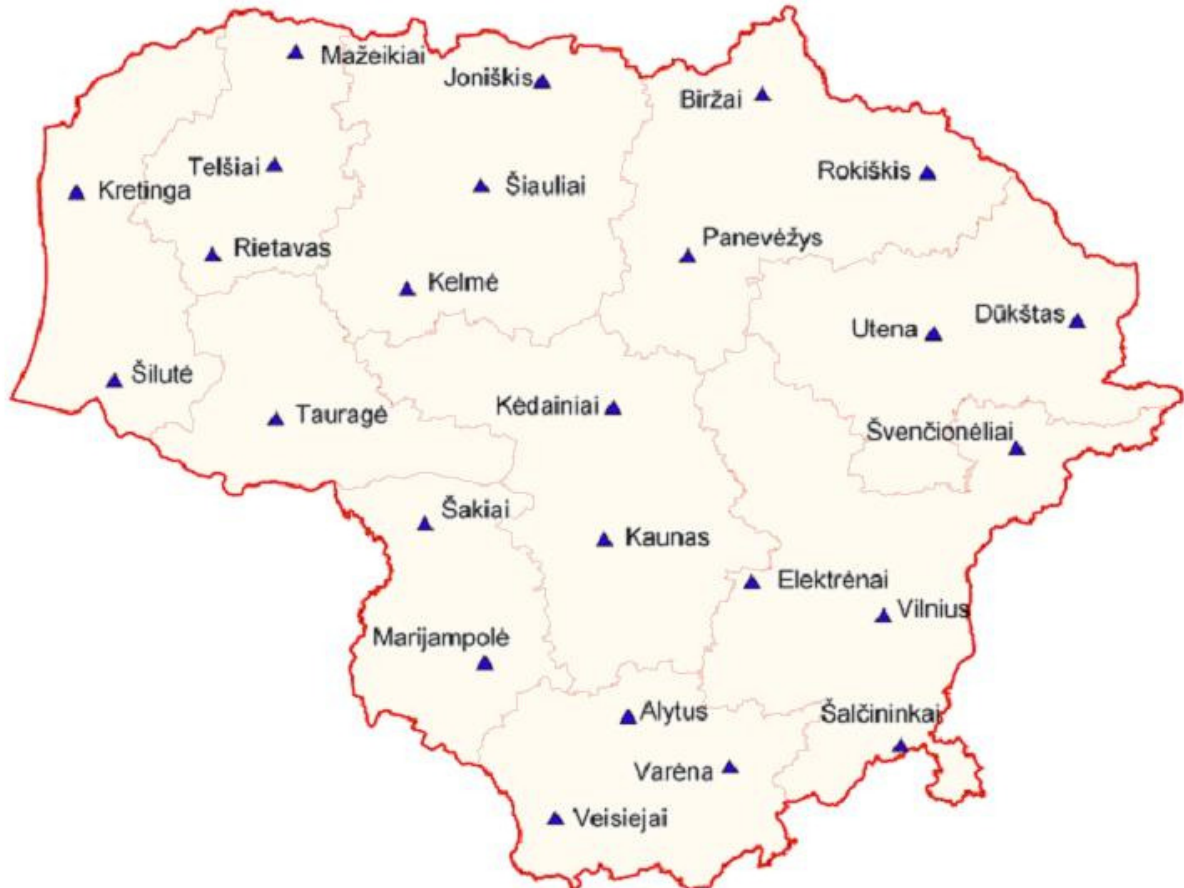 Mažeikiai
Joniškis
Biržai
Telšiai
Rokiškis
Kretinga
Šiauliai
Rietavas
Panevėžys
Kelmė
Utena
Dūkštas
Šilutė
Tauragė
Kėdainiai
Švenčionėliai
Šakiai
Kaunas
Elektrėnai
Vilnius
Marijampolė
Alytus
Šalčininkai
Varėna
Veisiejai